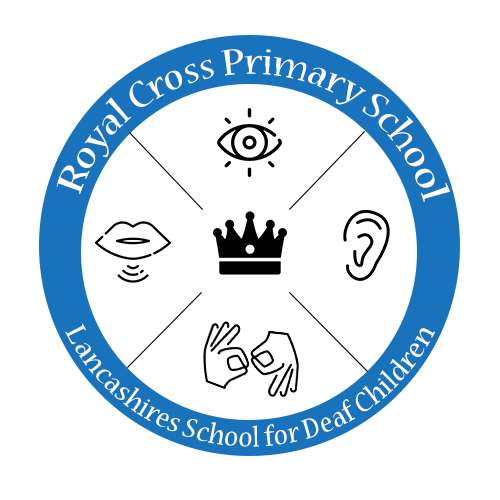 Royal Cross Primary School
Lancashires School for Deaf Children